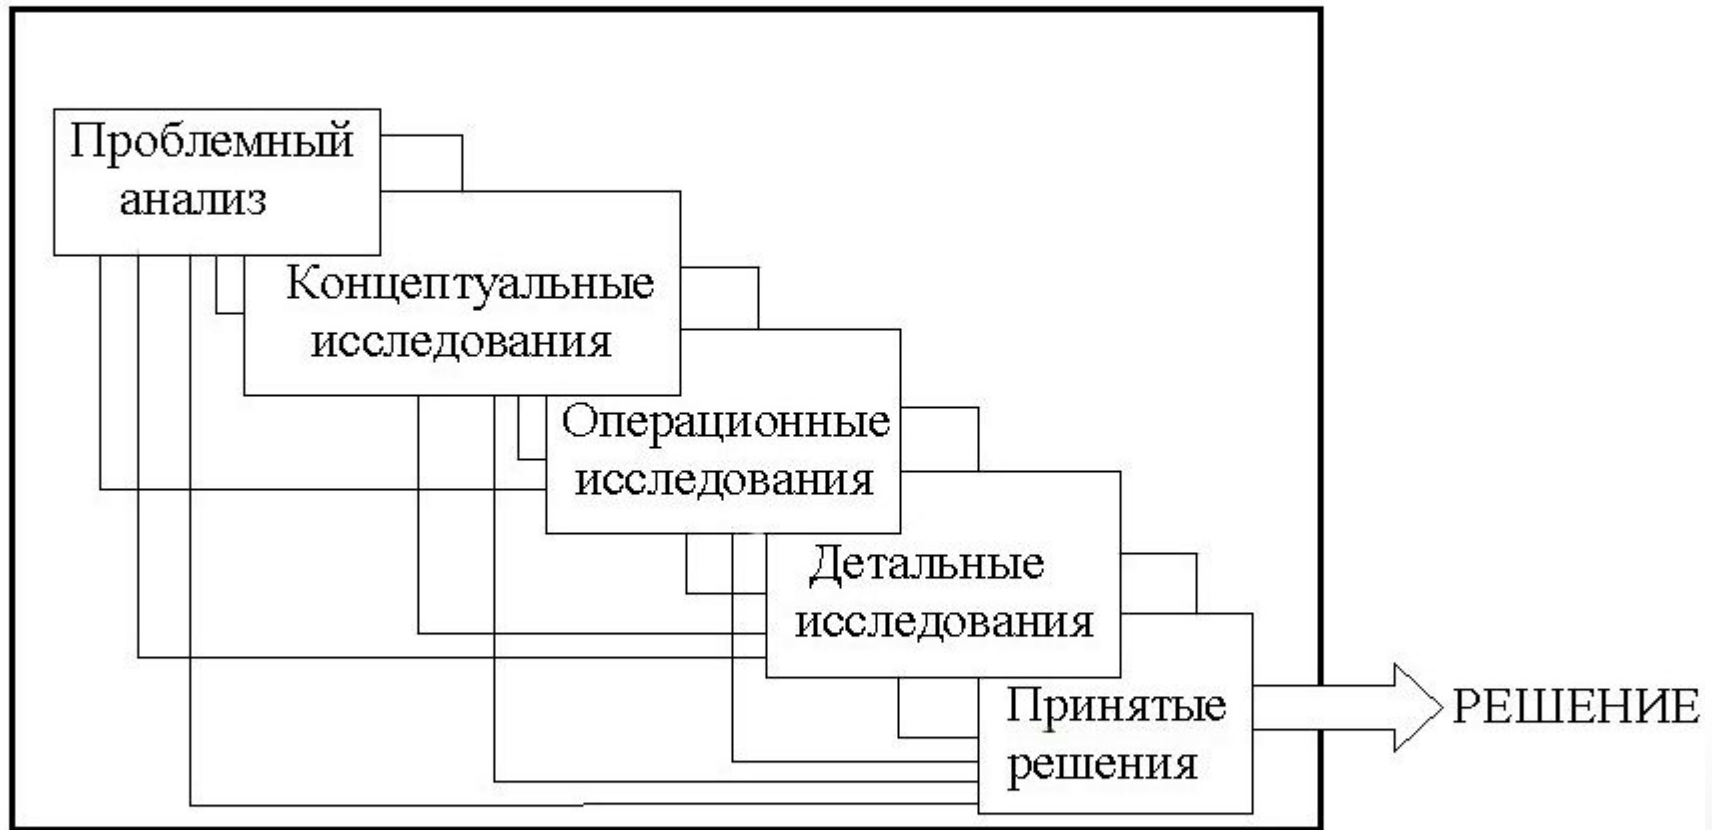 Проблемный
анализ
Концептуальные
исследования
Операционные
исследования
Детальные
исследования
Принятые
решения
РЕШЕНИЕ